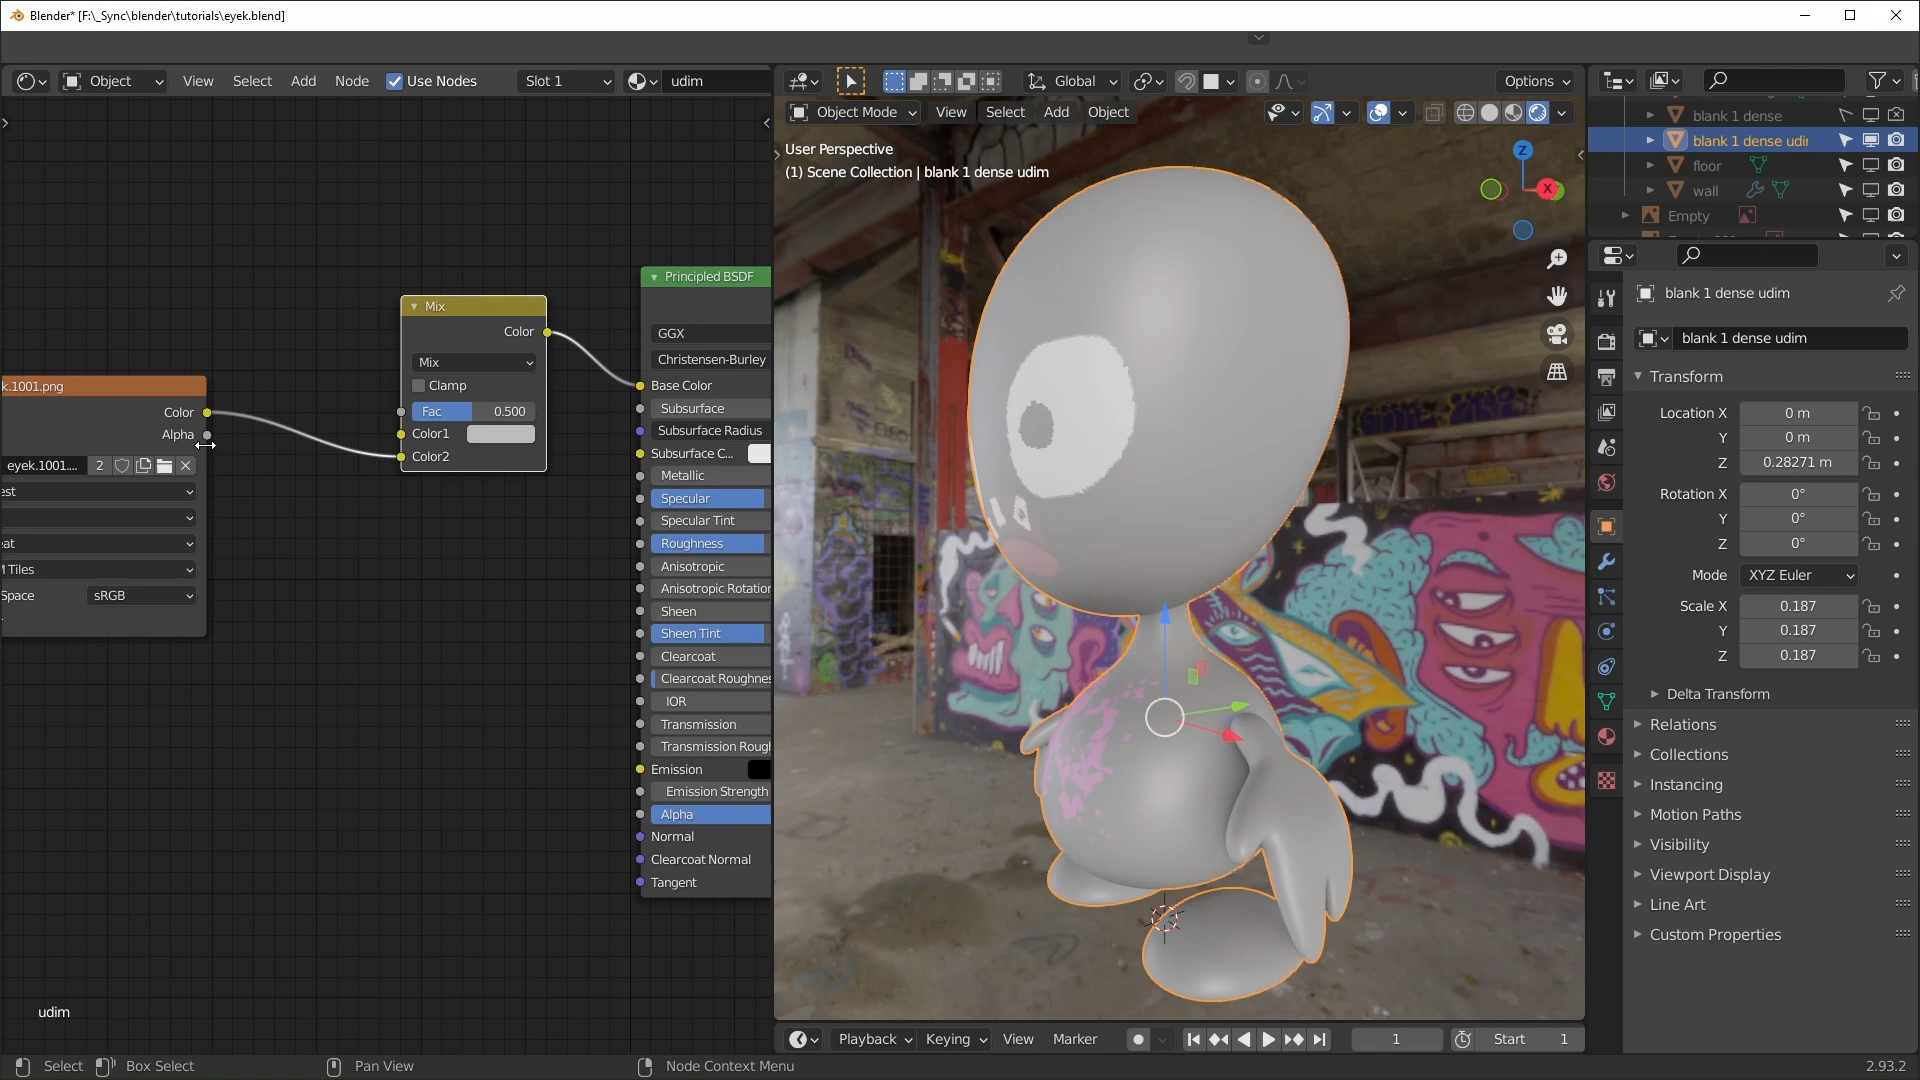 Blender* [F:\_Sync\blender\tutorials\eyek.blend]
Object View Select Add Node Use Nodes Slot 1 udim
Global Options
Object Mode View Select Add Object
User Perspective
(1) Scene Collection | blank 1 dense udim
Z
X
blank 1 dense
blank 1 dense udim
floor
wall
Empty
k.1001.png
Color
Alpha
eyek.1001.... 2
est
eat
M Tiles
Space sRGB
Mix
Color
Mix
Clamp
Fac 0.500
Color1
Color2
Principled BSDF
GGX
Christensen-Burley
Base Color
Subsurface
Subsurface Radius
Subsurface C...
Metallic
Specular
Specular Tint
Roughness
Anisotropic
Anisotropic Rotation
Sheen
Sheen Tint
Clearcoat
Clearcoat Roughnes
IOR
Transmission
Transmission Rough
Emission
Emission Strength
Alpha
Normal
Clearcoat Normal
Tangent
udim
blank 1 dense udim
blank 1 dense udim
Transform
Location X 0 m
Y 0 m
Z 0.28271 m
Rotation X 0°
Y 0°
Z 0°
Mode XYZ Euler
Scale X 0.187
Y 0.187
Z 0.187
Delta Transform
Relations
Collections
Instancing
Motion Paths
Visibility
Viewport Display
Line Art
Custom Properties
Playback Keying View Marker 1 Start 1
Select Box Select Pan View Node Context Menu 2.93.2